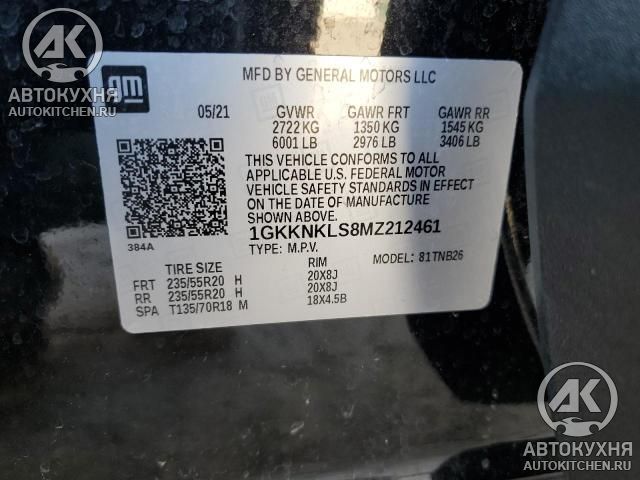 AK
АВТОКУХНЯ
AUTOKITCHEN.RU
gm
MFD BY GENERAL MOTORS LLC
05/21 GVWR GAWR FRT GAWR RR
2722 KG 1350 KG 1545 KG
6001 LB 2976 LB 3406 LB
THIS VEHICLE CONFORMS TO ALL
APPLICABLE U.S. FEDERAL MOTOR
VEHICLE SAFETY STANDARDS IN EFFECT
ON THE DATE OF MANUFACTURE
SHOWN ABOVE.
384A
1GKKNKLS8MZ212461
TYPE: M.P.V. MODEL: 81TNB26
TIRE SIZE RIM
FRT 235/55R20 H 20X8J
RR 235/55R20 H 20X8J
SPA T135/70R18 M 18X4.5B
AK
АВТОКУХНЯ
AUTOKITCHEN.RU